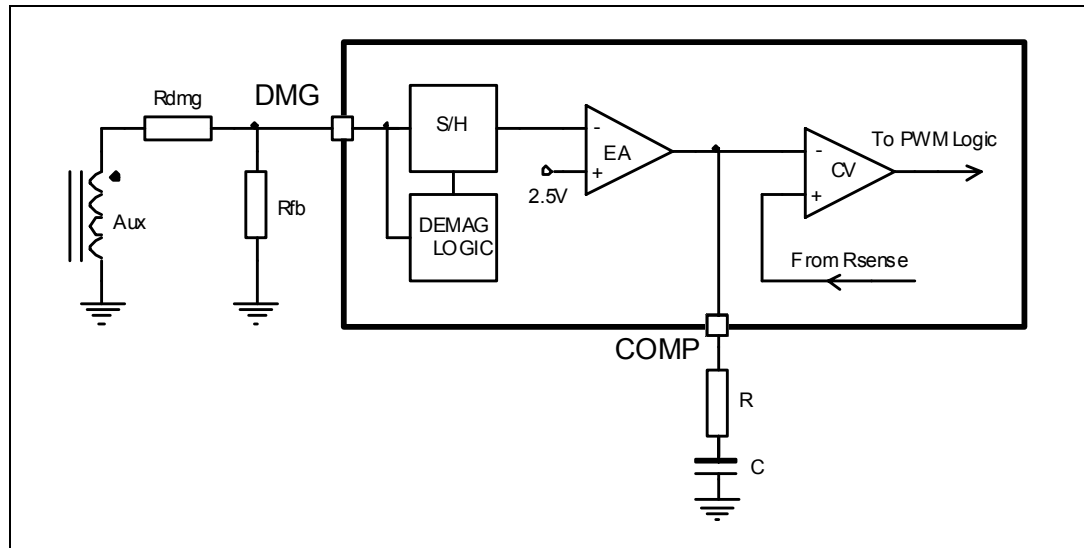 Rdmg
DMG
S/H
-
EA
+
2.5V
To PWM Logic
-
CV
+
Aux
Rfb
DEMAG
LOGIC
From Rsense
COMP
R
C